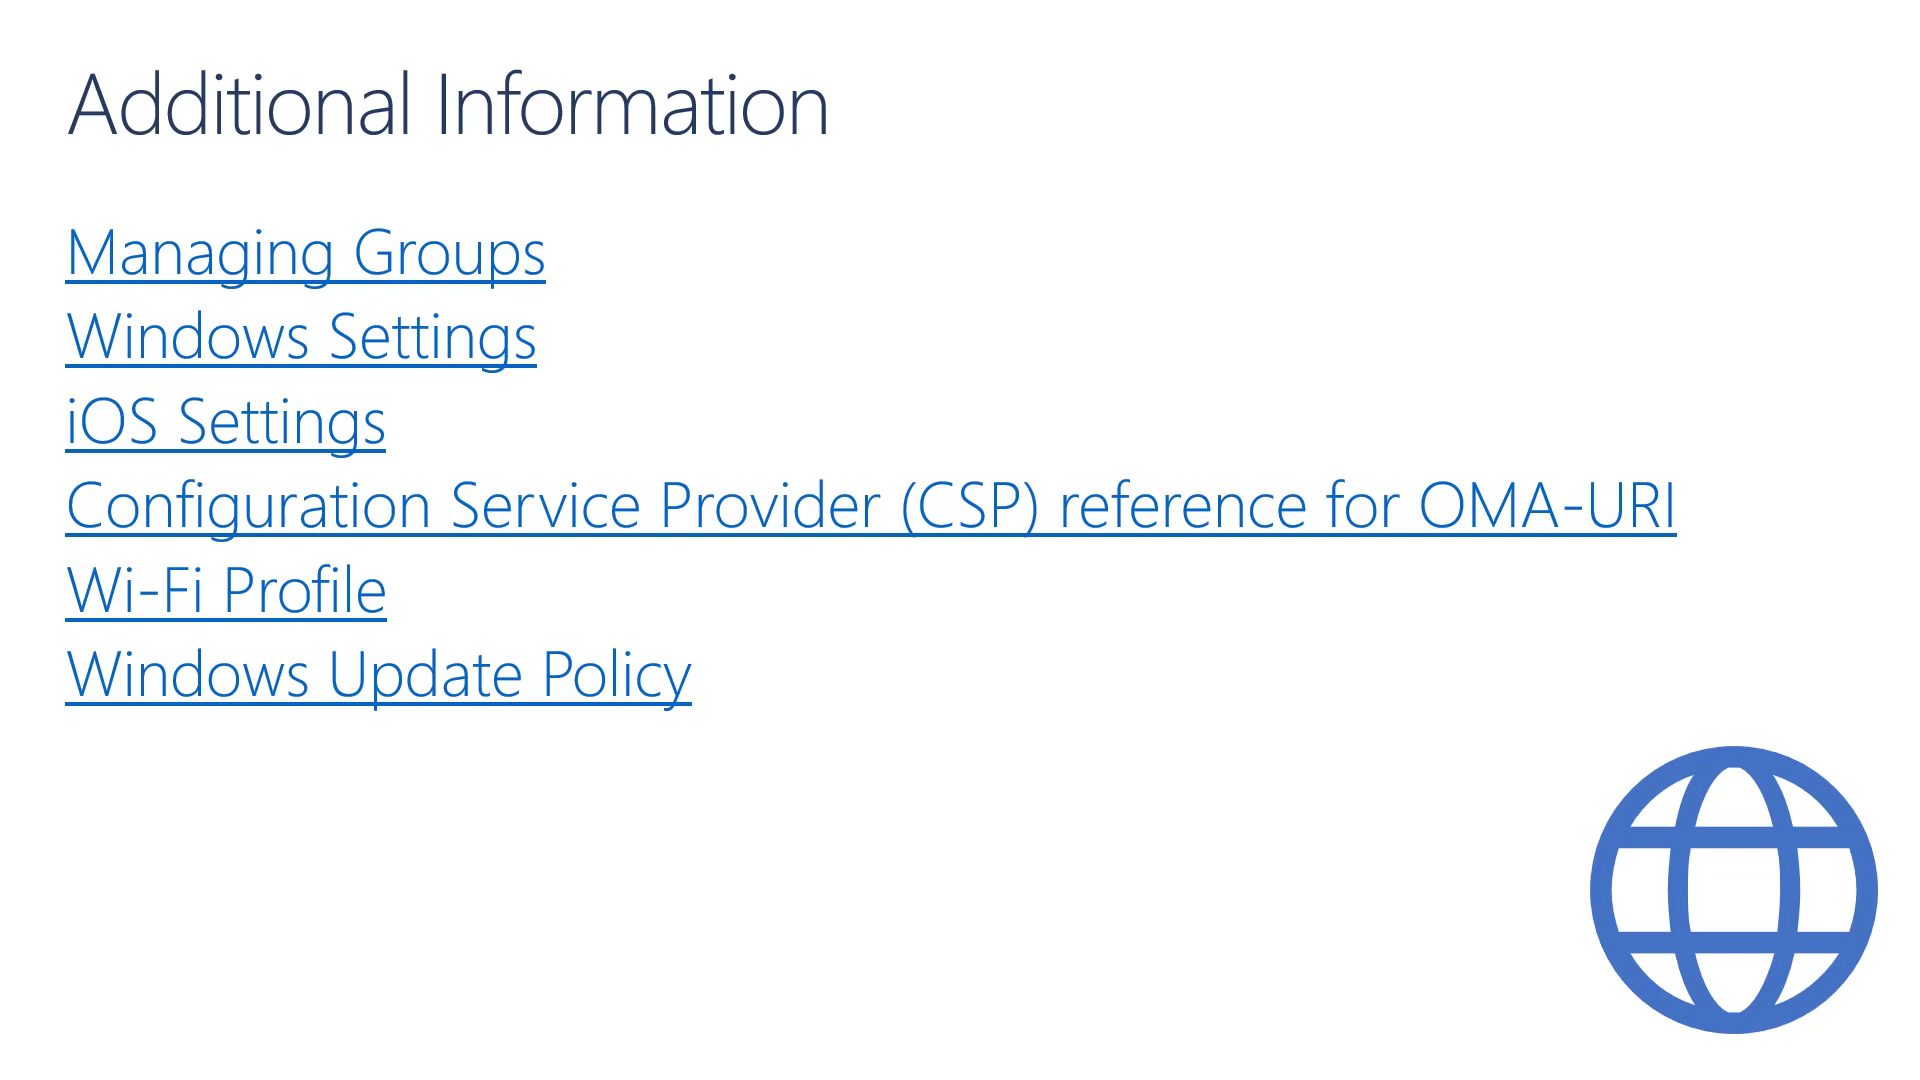 Additional Information
Managing Groups
Windows Settings
iOS Settings
Configuration Service Provider (CSP) reference for OMA-URI
Wi-Fi Profile
Windows Update Policy